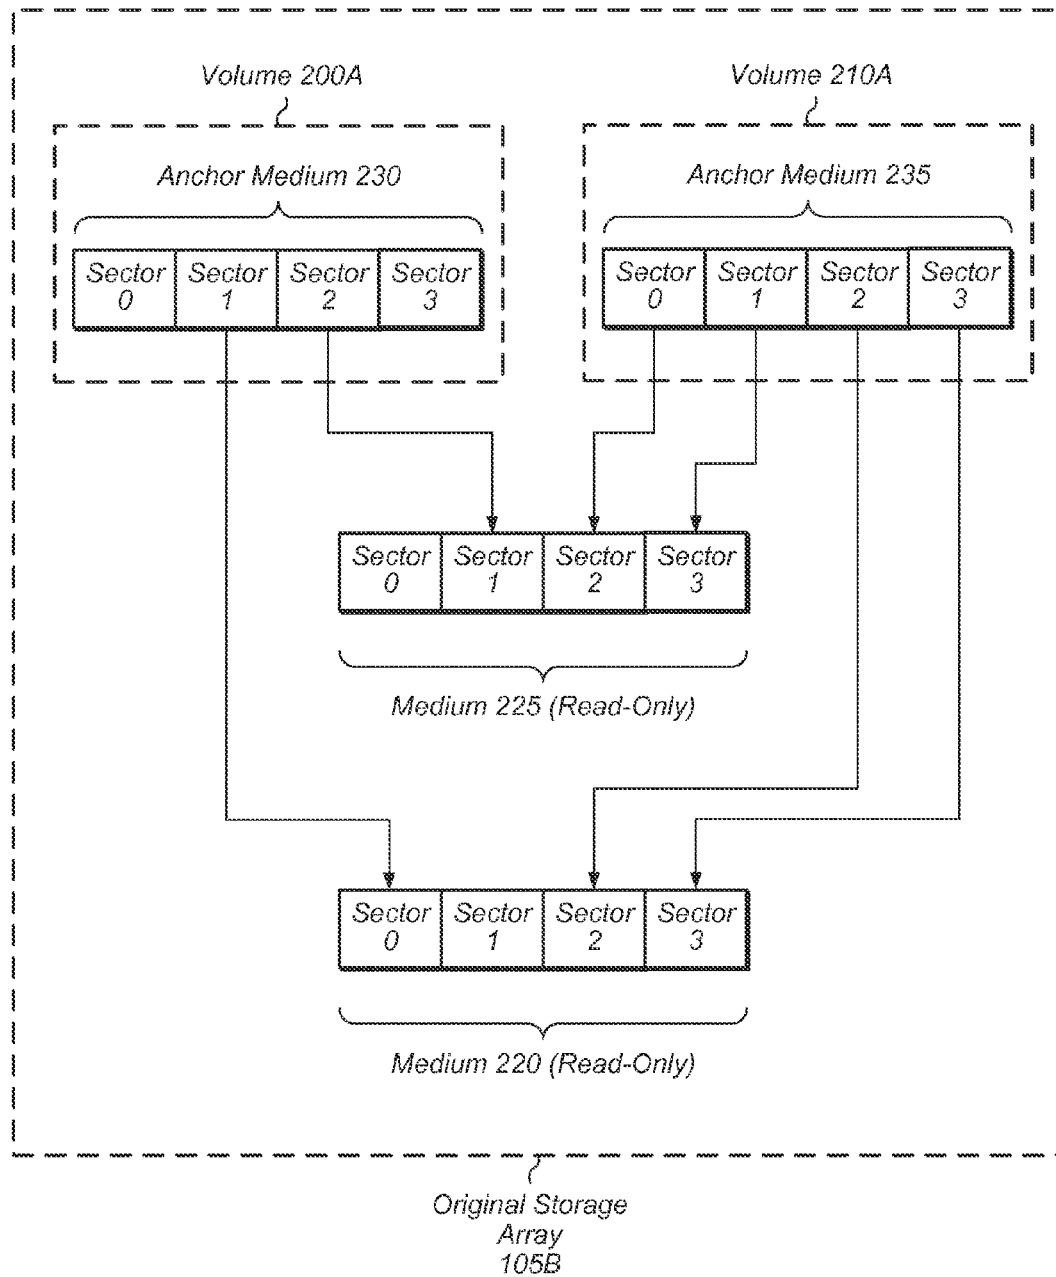 Volume 200A
Volume 210A
Anchor Medium 230
Anchor Medium 235
Sector 0
Sector 1
Sector 2
Sector 3
Sector 0
Sector 1
Sector 2
Sector 3
Sector 0
Sector 1
Sector 2
Sector 3
Medium 225 (Read-Only)
Sector 0
Sector 1
Sector 2
Sector 3
Medium 220 (Read-Only)
Original Storage
Array
105B